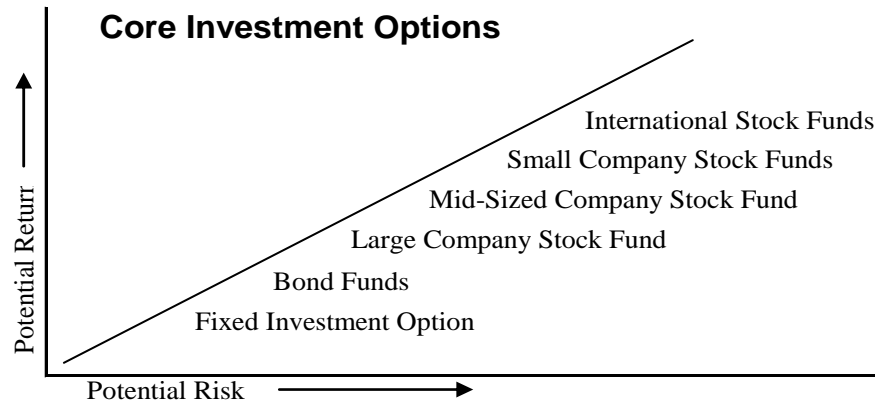 Core Investment Options
International Stock Funds
Small Company Stock Funds
Mid-Sized Company Stock Fund
Large Company Stock Fund
Bond Funds
Fixed Investment Option
Potential Returr
Potential Risk